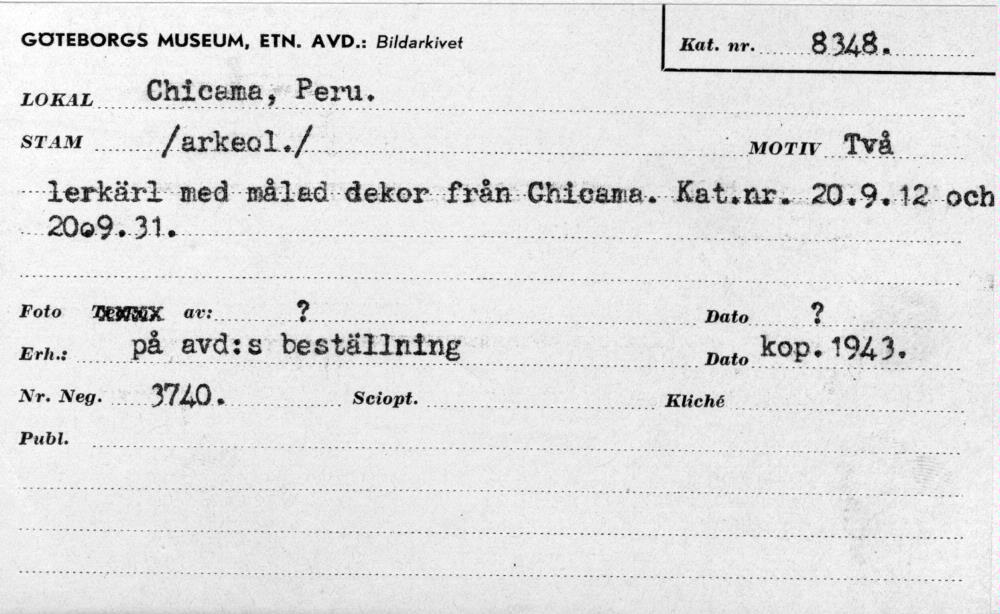 GÖTEBORGS MUSEUM, ETN. AVD.: Bildarkivet
Kat. nr. 8348.
LOKAL Chicama, Peru.
STAM /arkeol./ MOTIV Två
lerkärl med målad dekor från Chicama. Kat.nr. 20.9.12 och
20o9.31.
Foto av: ? Dato ?
Erh.: på avd:s beställning Dato kop. 1943.
Nr. Neg. 3740. Sciopt. Kliché
Publ.